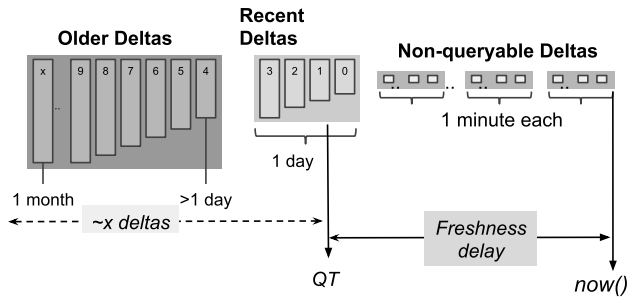 Older Deltas
Recent
Deltas
Non-queryable Deltas
x
9
8
7
6
5
4
3
2
1
0
..
..
..
..
..
..
1 minute each
1 day
1 month
>1 day
~x deltas
Freshness
delay
QT
now()